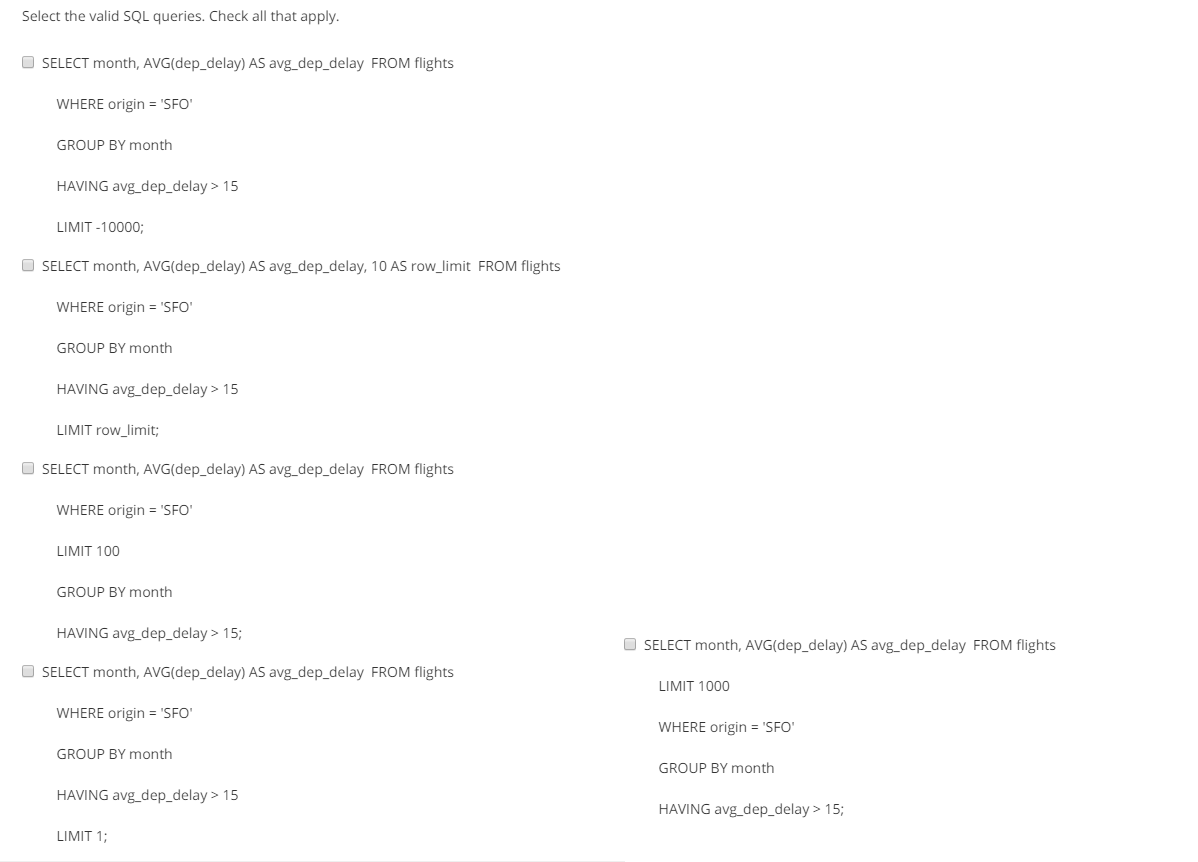 Select the valid SQL queries. Check all that apply.
SELECT month, AVG(dep_delay) AS avg_dep_delay  FROM flights
WHERE origin = 'SFO'
GROUP BY month
HAVING avg_dep_delay > 15
LIMIT -10000;
SELECT month, AVG(dep_delay) AS avg_dep_delay, 10 AS row_limit  FROM flights
WHERE origin = 'SFO'
GROUP BY month
HAVING avg_dep_delay > 15
LIMIT row_limit;
SELECT month, AVG(dep_delay) AS avg_dep_delay  FROM flights
WHERE origin = 'SFO'
LIMIT 100
GROUP BY month
HAVING avg_dep_delay > 15;
SELECT month, AVG(dep_delay) AS avg_dep_delay  FROM flights
WHERE origin = 'SFO'
GROUP BY month
HAVING avg_dep_delay > 15
LIMIT 1;
SELECT month, AVG(dep_delay) AS avg_dep_delay  FROM flights
LIMIT 1000
WHERE origin = 'SFO'
GROUP BY month
HAVING avg_dep_delay > 15;